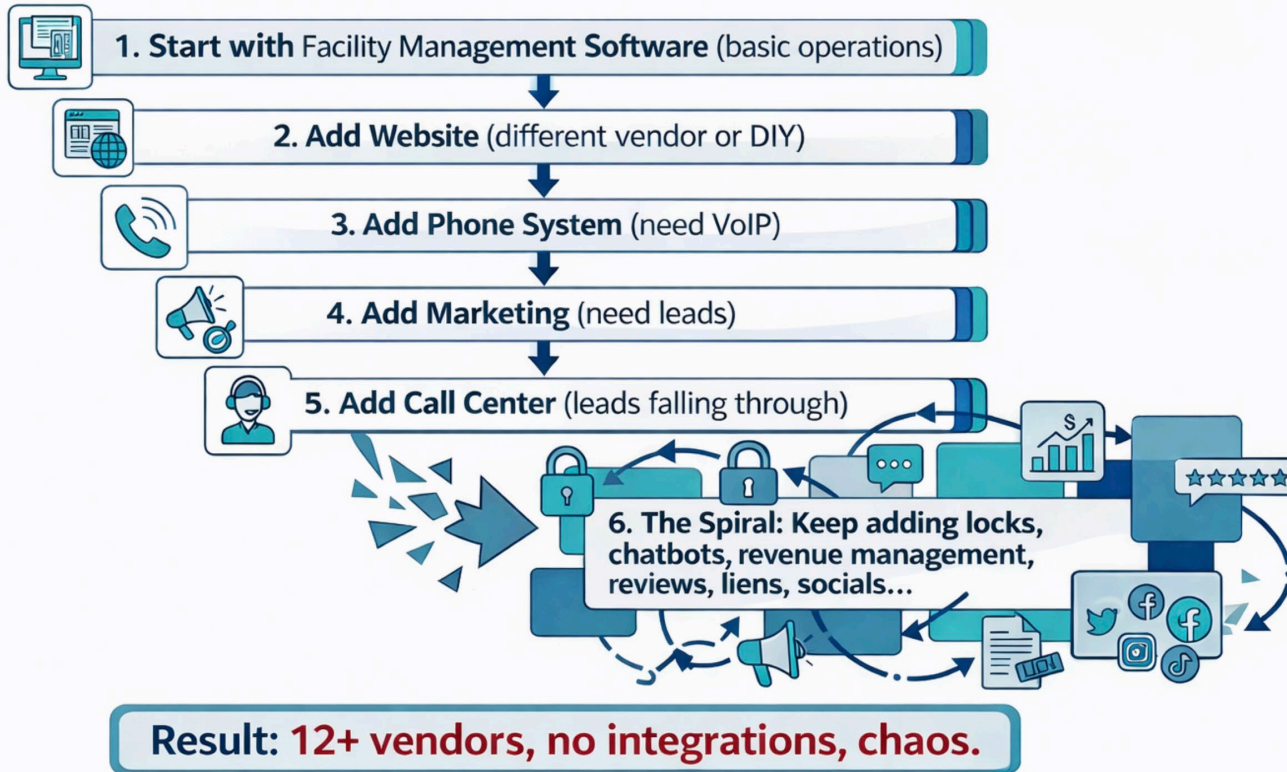 1. Start with Facility Management Software (basic operations)
2. Add Website (different vendor or DIY)
3. Add Phone System (need VoIP)
4. Add Marketing (need leads)
5. Add Call Center (leads falling through)
$
6. The Spiral: Keep adding locks,
chatbots, revenue management,
reviews, liens, socials...
Result: 12+ vendors, no integrations, chaos.